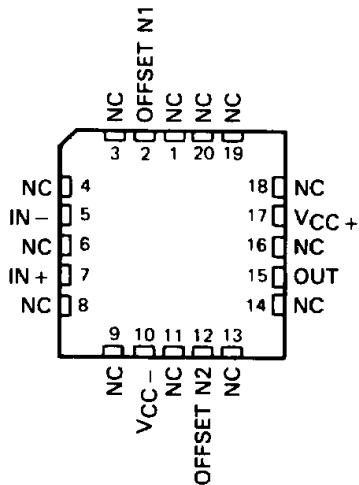 NC
OFFSET N1
NC
NC
NC
3
2
1
20
19
NC 4
IN − 5
NC 6
IN + 7
NC 8
18 NC
17 VCC +
16 NC
15 OUT
14 NC
9
10
11
12
13
NC
VCC −
NC
OFFSET N2
NC